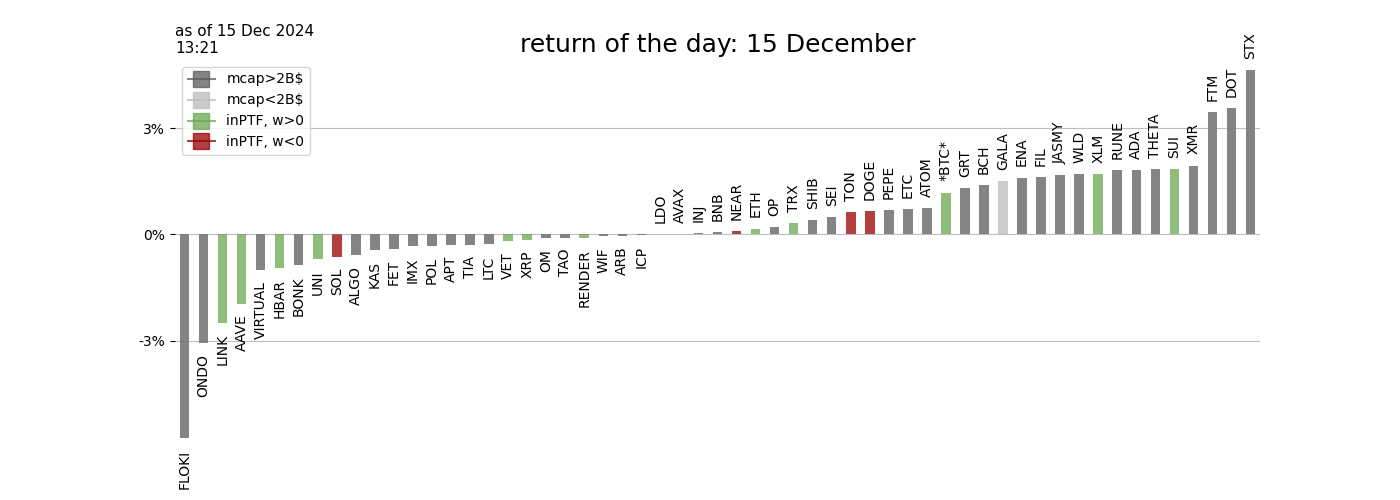 as of 15 Dec 2024
13:21
return of the day: 15 December
mcap>2B$
mcap<2B$
inPTF, w>0
inPTF, w<0
3%
0%
-3%
FLOKI
ONDO
LINK
AAVE
VIRTUAL
HBAR
BONK
UNI
SOL
ALGO
KAS
FET
IMX
POL
APT
TIA
LTC
VET
XRP
OM
TAO
RENDER
WIF
ARB
ICP
LDO
AVAX
INJ
BNB
NEAR
ETH
OP
TRX
SHIB
SEI
TON
DOGE
PEPE
ETC
ATOM
*BTC*
GRT
BCH
GALA
ENA
FIL
JASMY
WLD
XLM
RUNE
ADA
THETA
SUI
XMR
FTM
DOT
STX